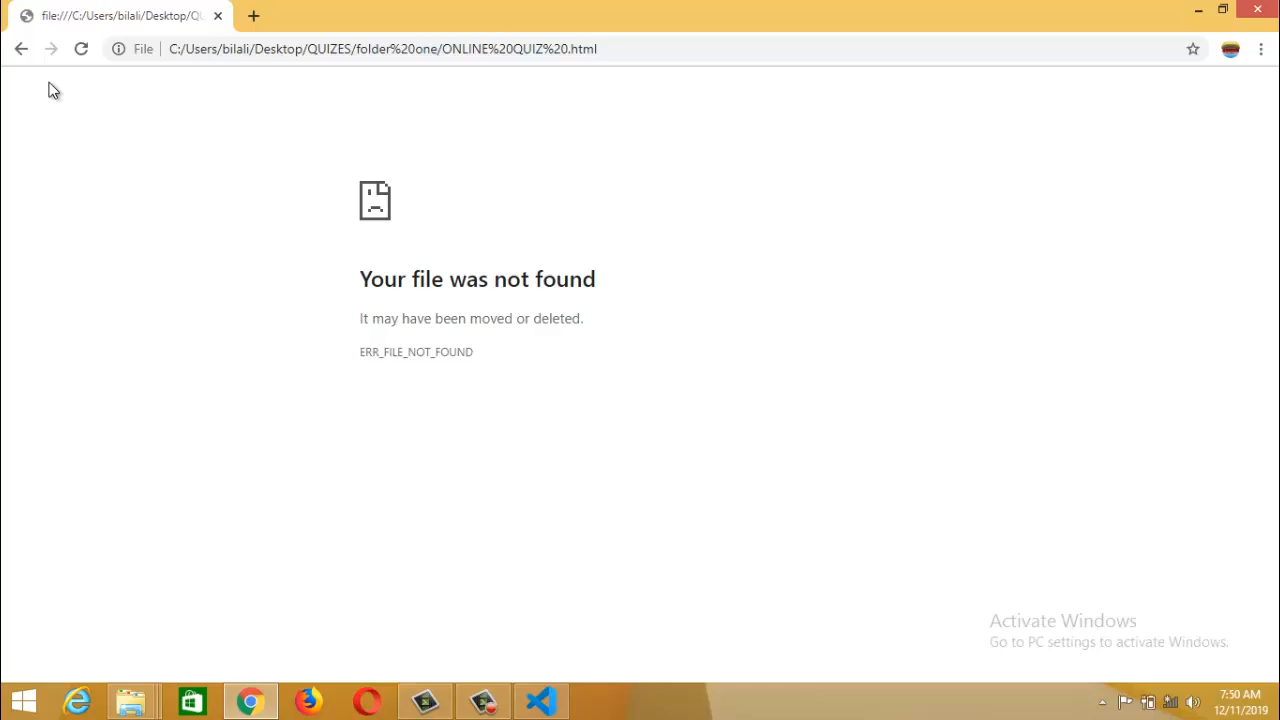 file:///C:/Users/bilali/Desktop/QU
File C:/Users/bilali/Desktop/QUIZES/folder%20one/ONLINE%20QUIZ%20.html
Your file was not found
It may have been moved or deleted.
ERR_FILE_NOT_FOUND
Activate Windows
Go to PC settings to activate Windows.
7:50 AM
12/11/2019